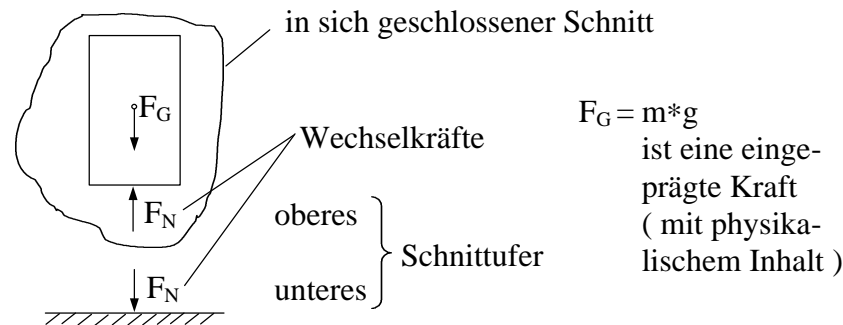 in sich geschlossener Schnitt
F_G
F_G = m*g
ist eine einge-
prägte Kraft
( mit physika-
lischem Inhalt )
Wechselkräfte
F_N
oberes
Schnittufer
F_N
unteres